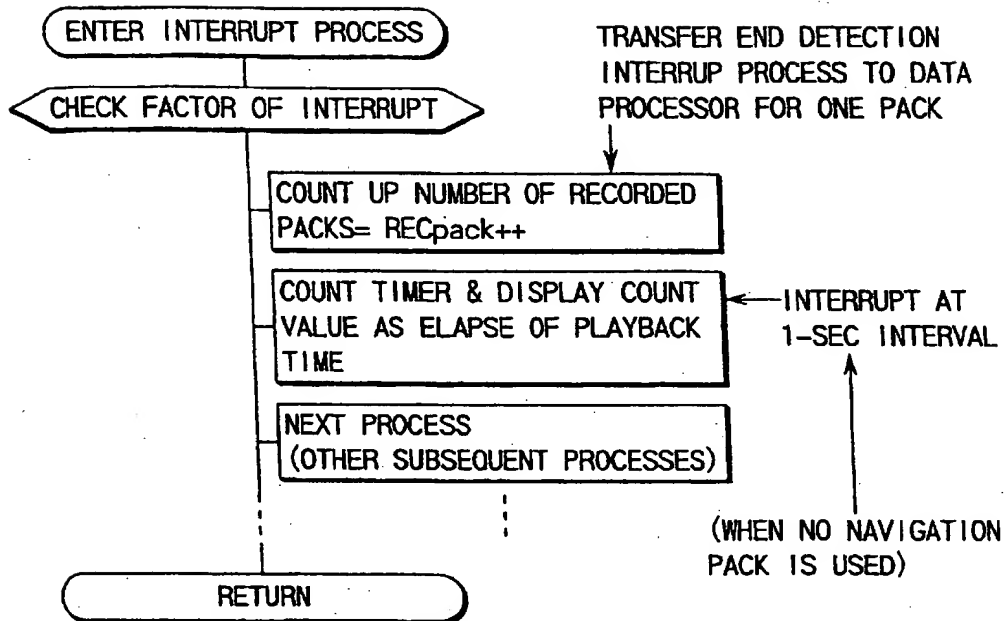 ENTER INTERRUPT PROCESS
CHECK FACTOR OF INTERRUPT
TRANSFER END DETECTION
INTERRUP PROCESS TO DATA
PROCESSOR FOR ONE PACK
COUNT UP NUMBER OF RECORDED
PACKS= RECpack++
COUNT TIMER & DISPLAY COUNT
VALUE AS ELAPSE OF PLAYBACK
TIME
INTERRUPT AT
1-SEC INTERVAL
NEXT PROCESS
(OTHER SUBSEQUENT PROCESSES)
(WHEN NO NAVIGATION
PACK IS USED)
RETURN